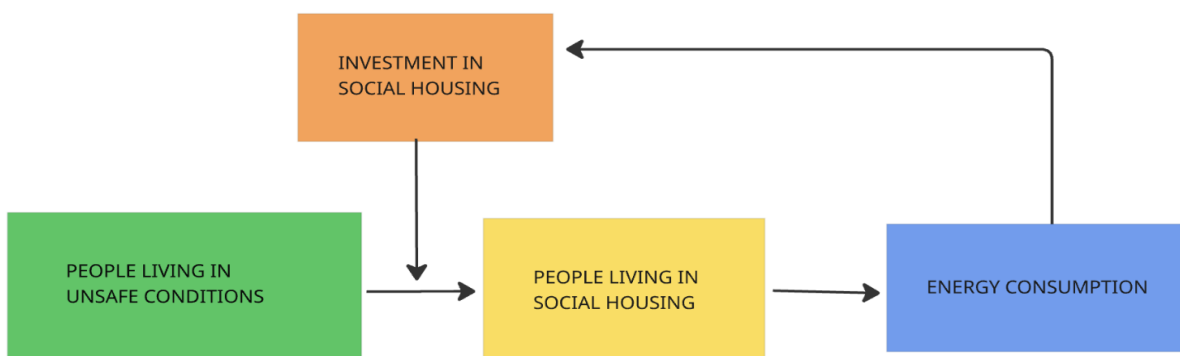 INVESTMENT IN
SOCIAL HOUSING
PEOPLE LIVING IN
UNSAFE CONDITIONS
PEOPLE LIVING IN
SOCIAL HOUSING
ENERGY CONSUMPTION